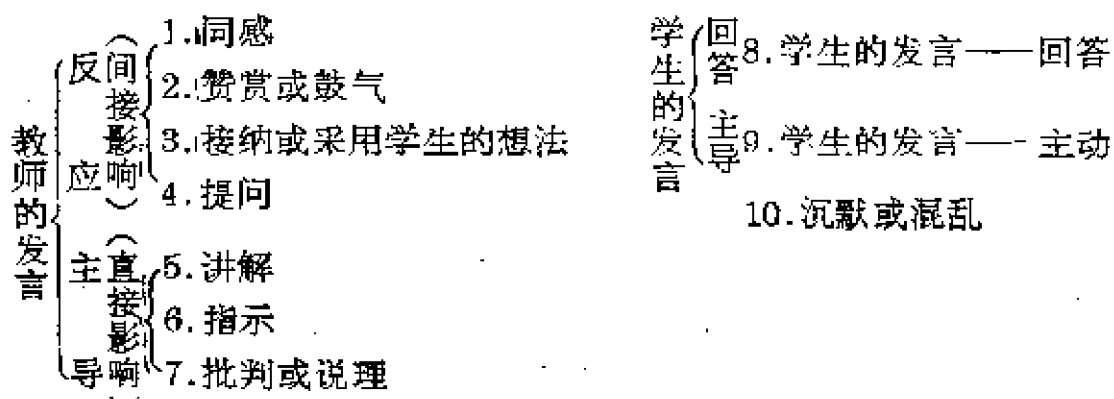 教师的发言
反应
（间接影响）
1.同感
2.赞赏或鼓气
3.接纳或采用学生的想法
4.提问
主导
（直接影响
5.讲解
6.指示
7.批判或说理
学生的发言
回答
8.学生的发言——回答
主导
9.学生的发言——主动
10.沉默或混乱